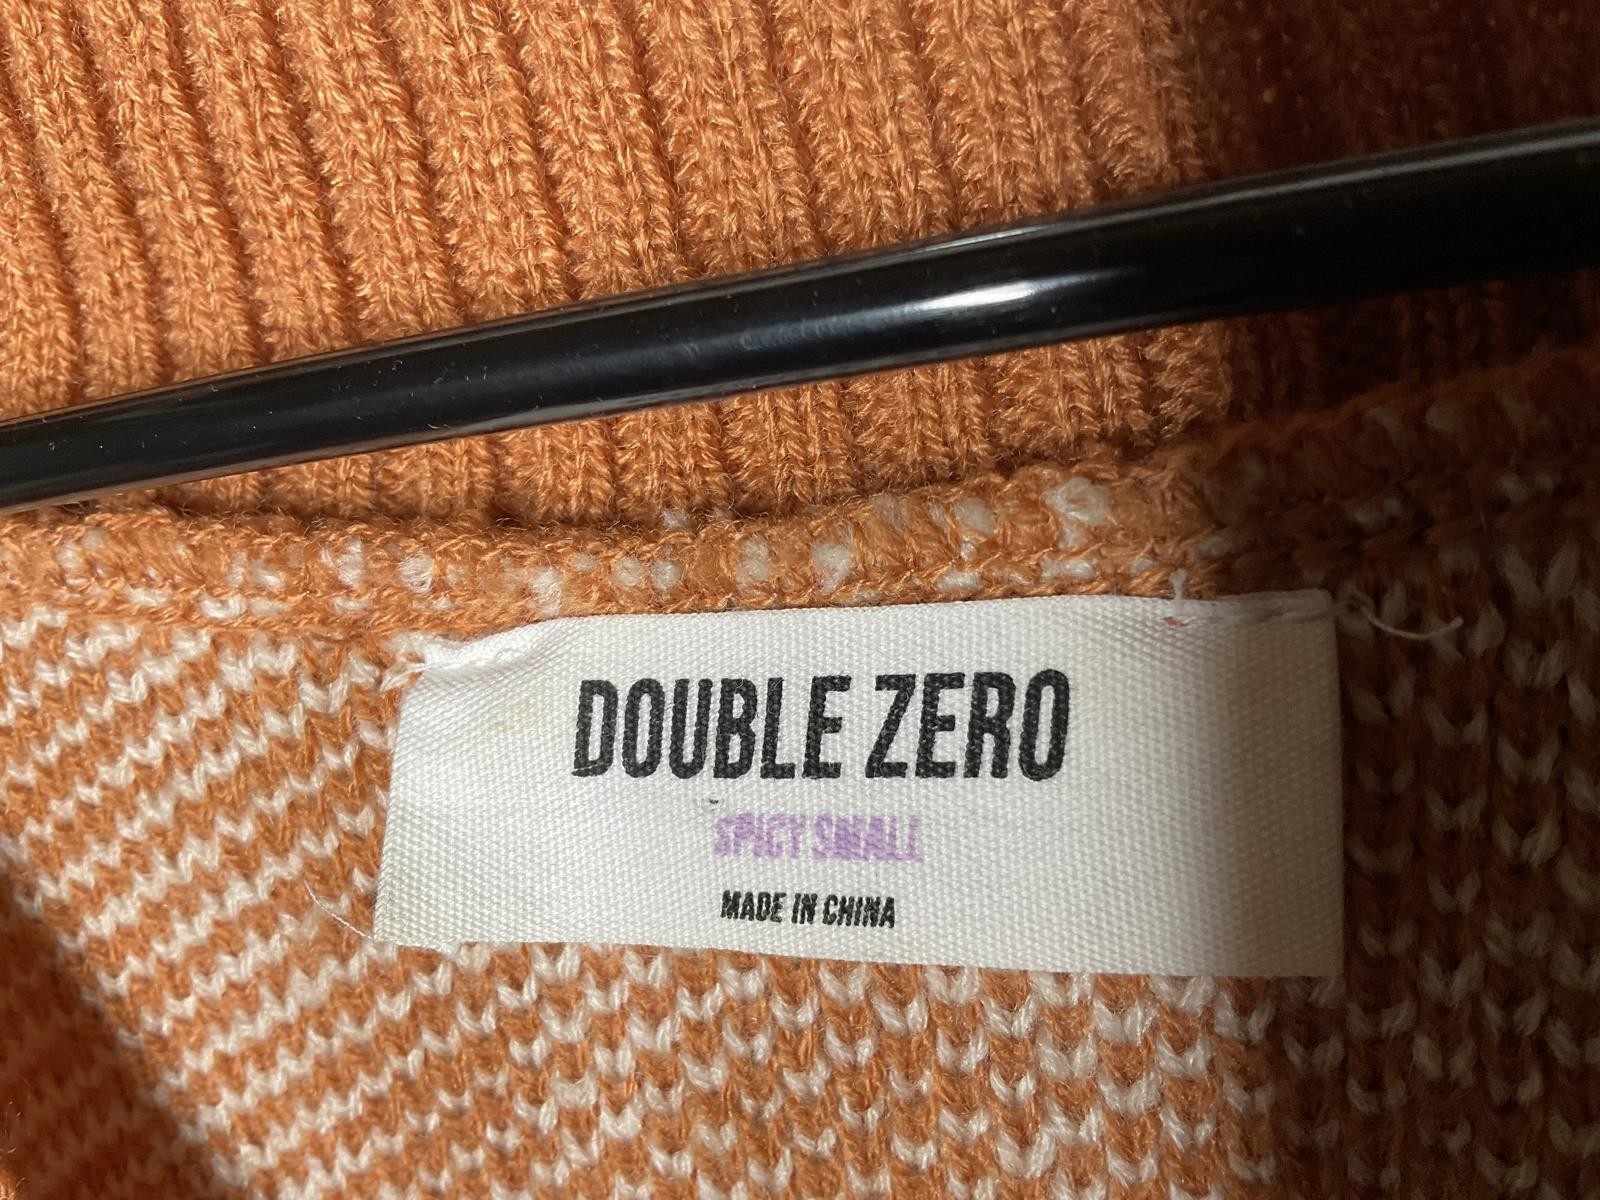 DOUBLE ZERO
SPICY SMALL
MADE IN CHINA